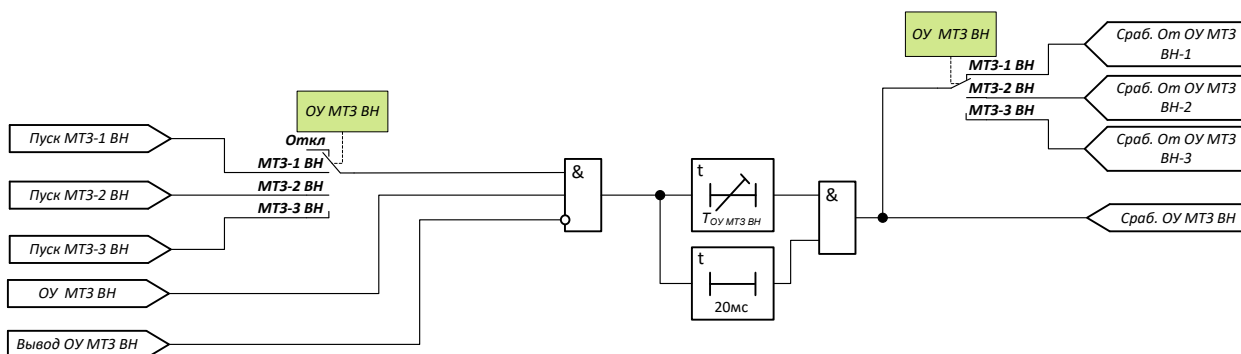 ОУ МТЗ ВН
Сраб. От ОУ МТЗ
ВН-1
МТЗ-1 ВН
МТЗ-2 ВН
Сраб. От ОУ МТЗ
ВН-2
МТЗ-3 ВН
Сраб. От ОУ МТЗ
ВН-3
ОУ МТЗ ВН
Пуск МТЗ-1 ВН
Откл
МТЗ-1 ВН
Пуск МТЗ-2 ВН
МТЗ-2 ВН
МТЗ-3 ВН
Пуск МТЗ-3 ВН
&
t
TОУ МТЗ ВН
&
Сраб. ОУ МТЗ ВН
t
20мс
ОУ МТЗ ВН
Вывод ОУ МТЗ ВН